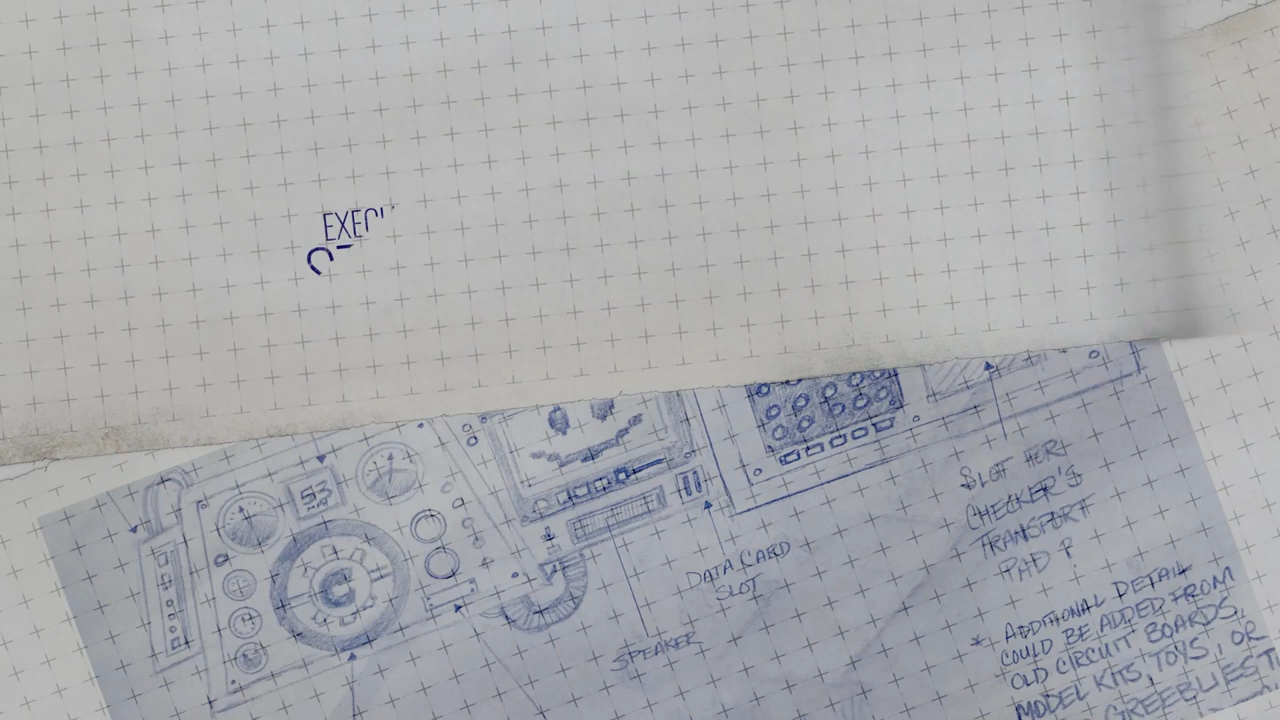 53
C
DATA CARD
SLOT
SPEAKER
SLOT FOR
CHECKER'S
TRANSPORT
PAD ?
* ADDITIONAL DETAIL
COULD BE ADDED FROM
OLD CIRCUIT BOARDS,
MODEL KITS, TOYS, OR